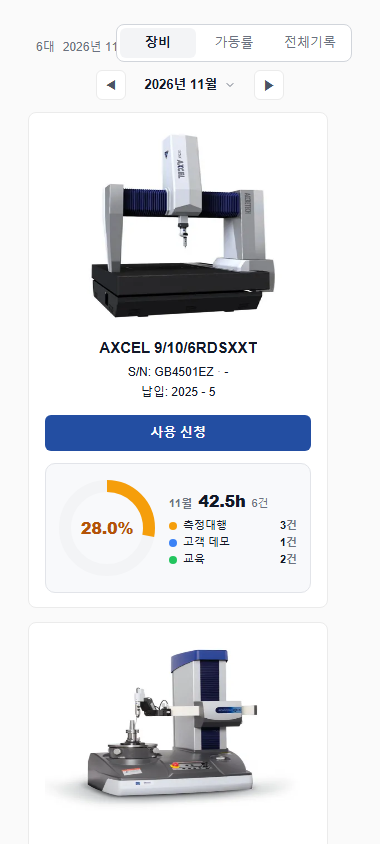 6대 2026년 11
장비 가동률 전체기록
◀ 2026년 11월 ▶
AXCEL
AXCEL 9/10/6RDSXXT
S/N: GB4501EZ · -
납입: 2025 - 5
사용 신청
28.0%
11월 42.5h 6건
측정대행 3건
고객 데모 1건
교육 2건